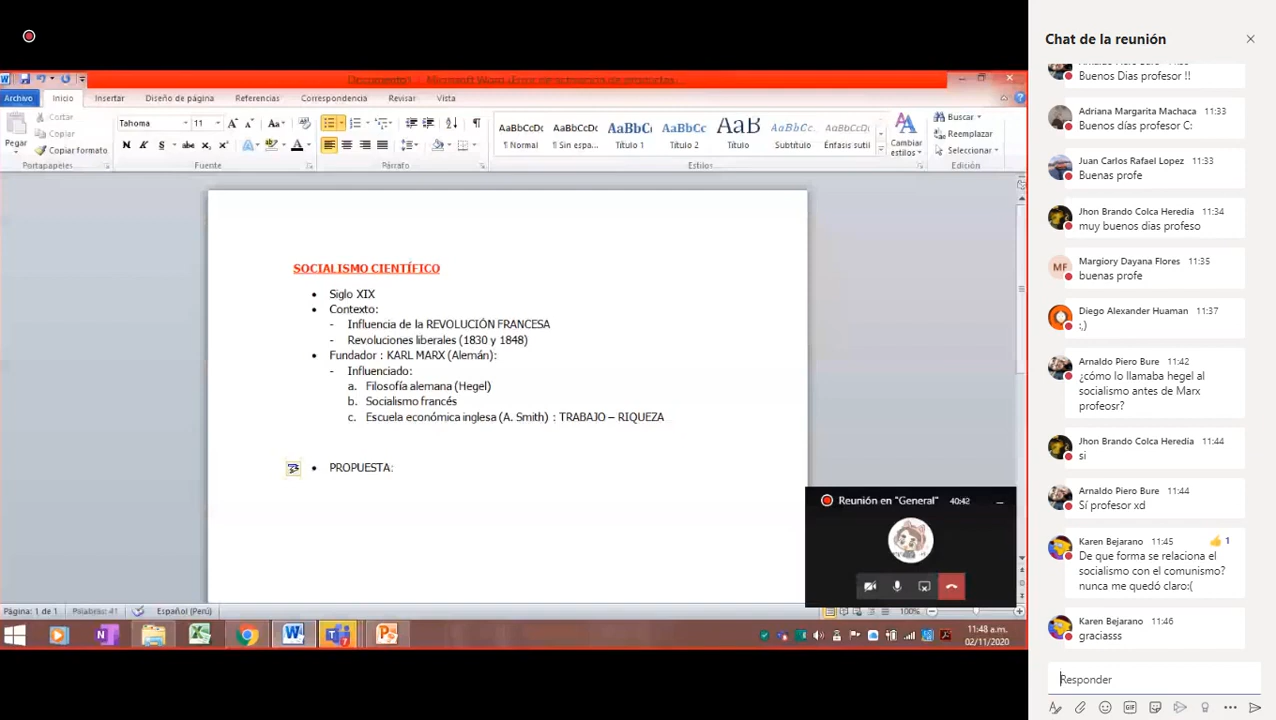 Chat de la reunión
Buenos Dias profesor !!
Adriana Margarita Machaca 11:33
Buenos días profesor C:
Juan Carlos Rafael Lopez 11:33
Buenas profe
Jhon Brando Colca Heredia 11:34
muy buenos dias profeso
MF
Margiory Dayana Flores 11:35
buenas profe
Diego Alexander Huaman 11:37
:,)
Arnaldo Piero Bure 11:42
¿cómo lo llamaba hegel al
socialismo antes de Marx
profeosr?
Jhon Brando Colca Heredia 11:44
si
Arnaldo Piero Bure 11:44
Sí profesor xd
Karen Bejarano 11:45 1
De que forma se relaciona el
socialismo con el comunismo?
nunca me quedó claro:(
Karen Bejarano 11:46
graciasss
Responder
Archivo Inicio Insertar Diseño de página Referencias Correspondencia Revisar Vista
Pegar
Cortar
Copiar
Copiar formato
Portapapeles
Tahoma 11
N K S abc x₂ x²
Fuente
Párrafo
AaBbCcDc AaBbCcDc AaBbC AaBbCc AaB AaBbCc. AaBbCcDc
¶ Normal ¶ Sin espa... Título 1 Título 2 Título Subtítulo Énfasis sutil
Estilos
Cambiar
estilos
Buscar
Reemplazar
Seleccionar
Edición
SOCIALISMO CIENTÍFICO
• Siglo XIX
• Contexto:
- Influencia de la REVOLUCIÓN FRANCESA
- Revoluciones liberales (1830 y 1848)
• Fundador : KARL MARX (Alemán):
- Influenciado:
a. Filosofía alemana (Hegel)
b. Socialismo francés
c. Escuela económica inglesa (A. Smith) : TRABAJO – RIQUEZA
• PROPUESTA:
Reunión en "General" 40:42
Página: 1 de 1 Palabras: 41 Español (Perú) 100%
11:48 a.m.
02/11/2020